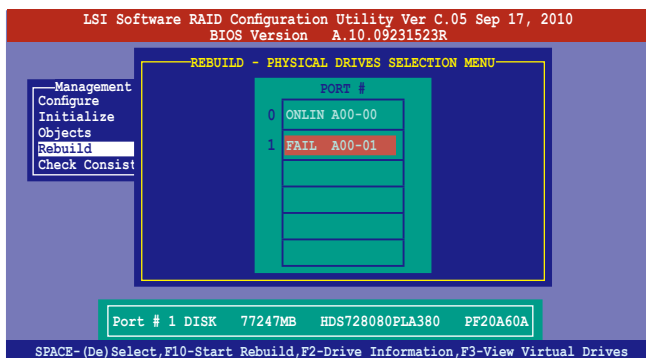 LSI Software RAID Configuration Utility Ver C.05 Sep 17, 2010
BIOS Version A.10.09231523R
REBUILD - PHYSICAL DRIVES SELECTION MENU
Management
Configure
Initialize
Objects
Rebuild
Check Consist
PORT #
0 ONLIN A00-00
1 FAIL A00-01
Port # 1 DISK 77247MB HDS728080PLA380 PF20A60A
SPACE-(De)Select,F10-Start Rebuild,F2-Drive Information,F3-View Virtual Drives